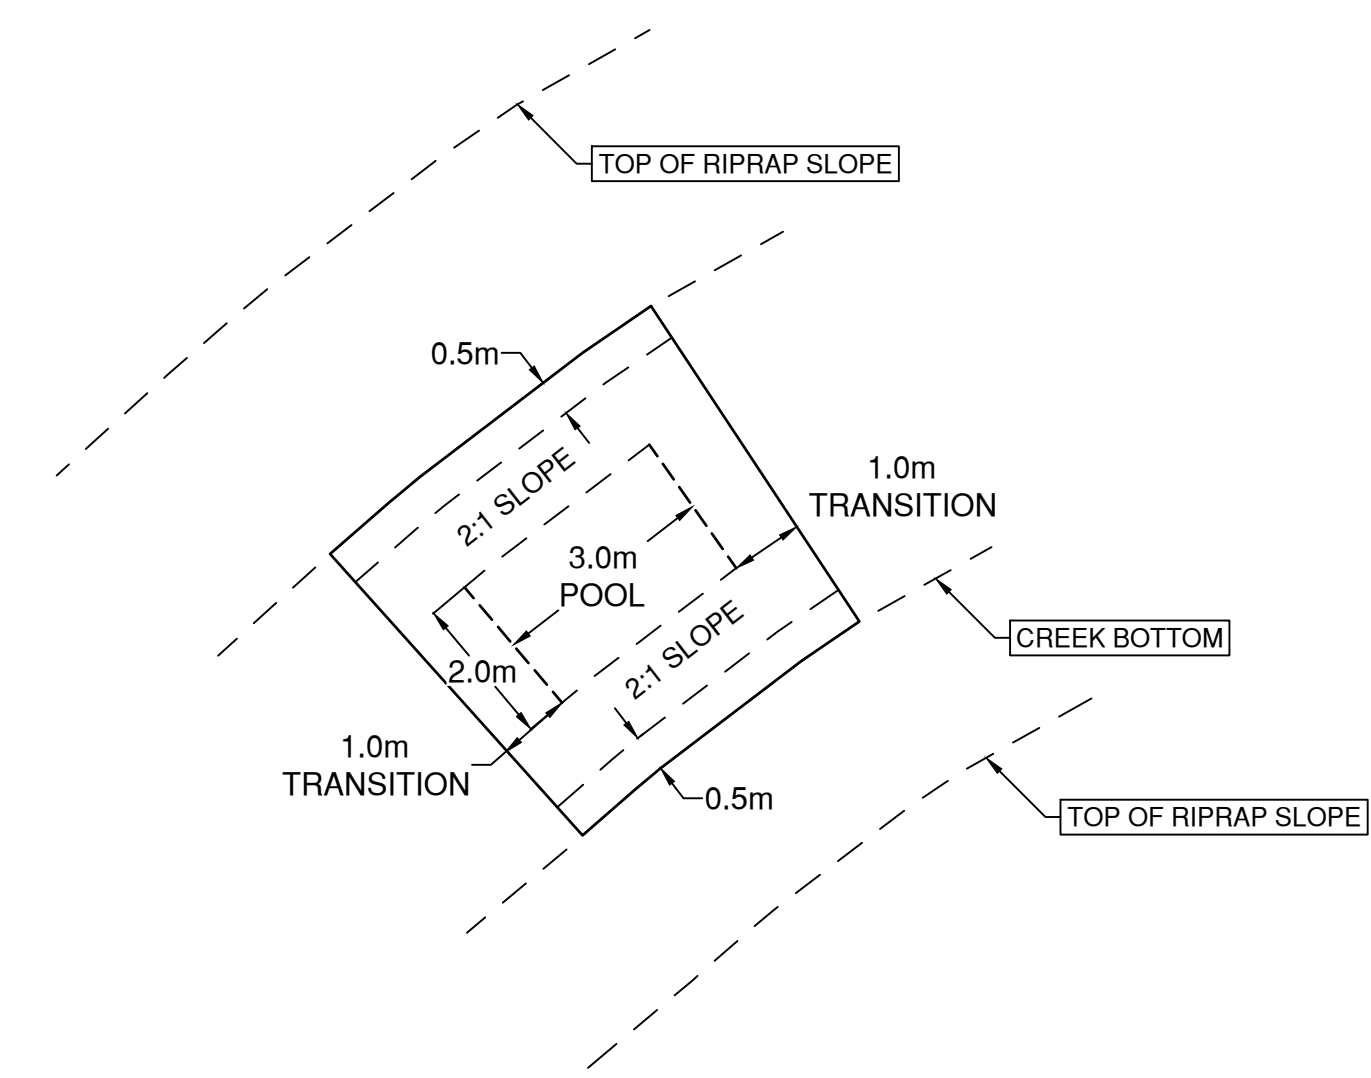 TOP OF RIPRAP SLOPE
0.5m
2:1 SLOPE
1.0m
TRANSITION
3.0m
POOL
2.0m
2:1 SLOPE
CREEK BOTTOM
1.0m
TRANSITION
0.5m
TOP OF RIPRAP SLOPE